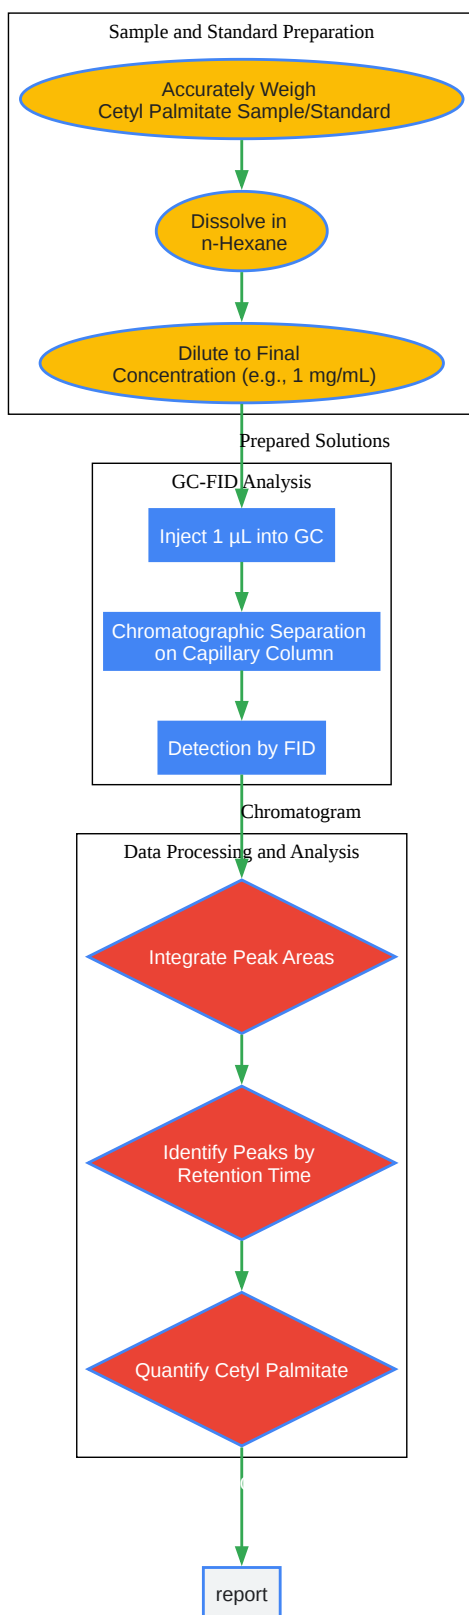 Sample and Standard Preparation
Accurately Weigh
Cetyl Palmitate Sample/Standard
Dissolve in
n-Hexane
Dilute to Final
Concentration (e.g., 1 mg/mL)
Prepared Solutions
GC-FID Analysis
Inject 1 µL into GC
Chromatographic Separation
on Capillary Column
Detection by FID
Chromatogram
Data Processing and Analysis
Integrate Peak Areas
Identify Peaks by
Retention Time
Quantify Cetyl Palmitate
report